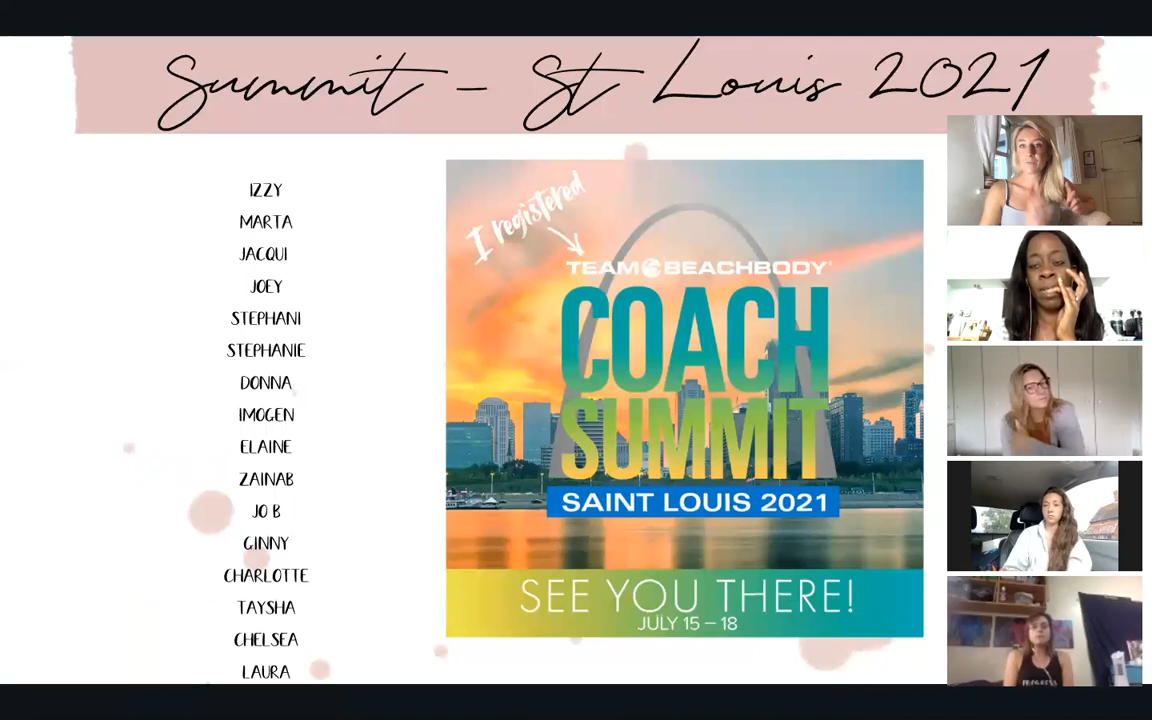 Summit - St Louis 2021
IZZY
MARTA
JACQUI
JOEY
STEPHANI
STEPHANIE
DONNA
IMOGEN
ELAINE
ZAINAB
JO B
GINNY
CHARLOTTE
TAYSHA
CHELSEA
LAURA
I registered
TEAM BEACHBODY
COACH
SUMMIT
SAINT LOUIS 2021
SEE YOU THERE!
JULY 15 – 18
PROGRESS